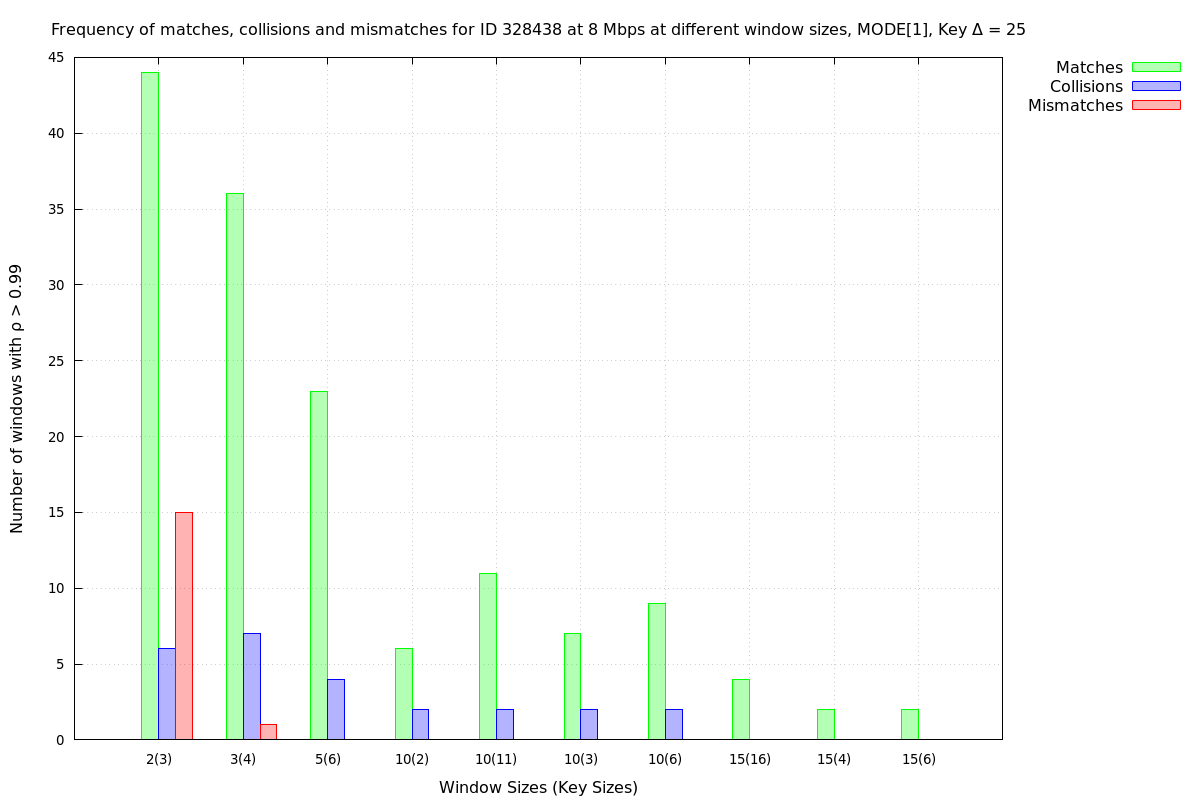 Frequency of matches, collisions and mismatches for ID 328438 at 8 Mbps at different window sizes, MODE[1], Key Δ = 25
Matches
Collisions
Mismatches
Number of windows with ρ > 0.99
45
40
35
30
25
20
15
10
5
0
2(3) 3(4) 5(6) 10(2) 10(11) 10(3) 10(6) 15(16) 15(4) 15(6)
Window Sizes (Key Sizes)